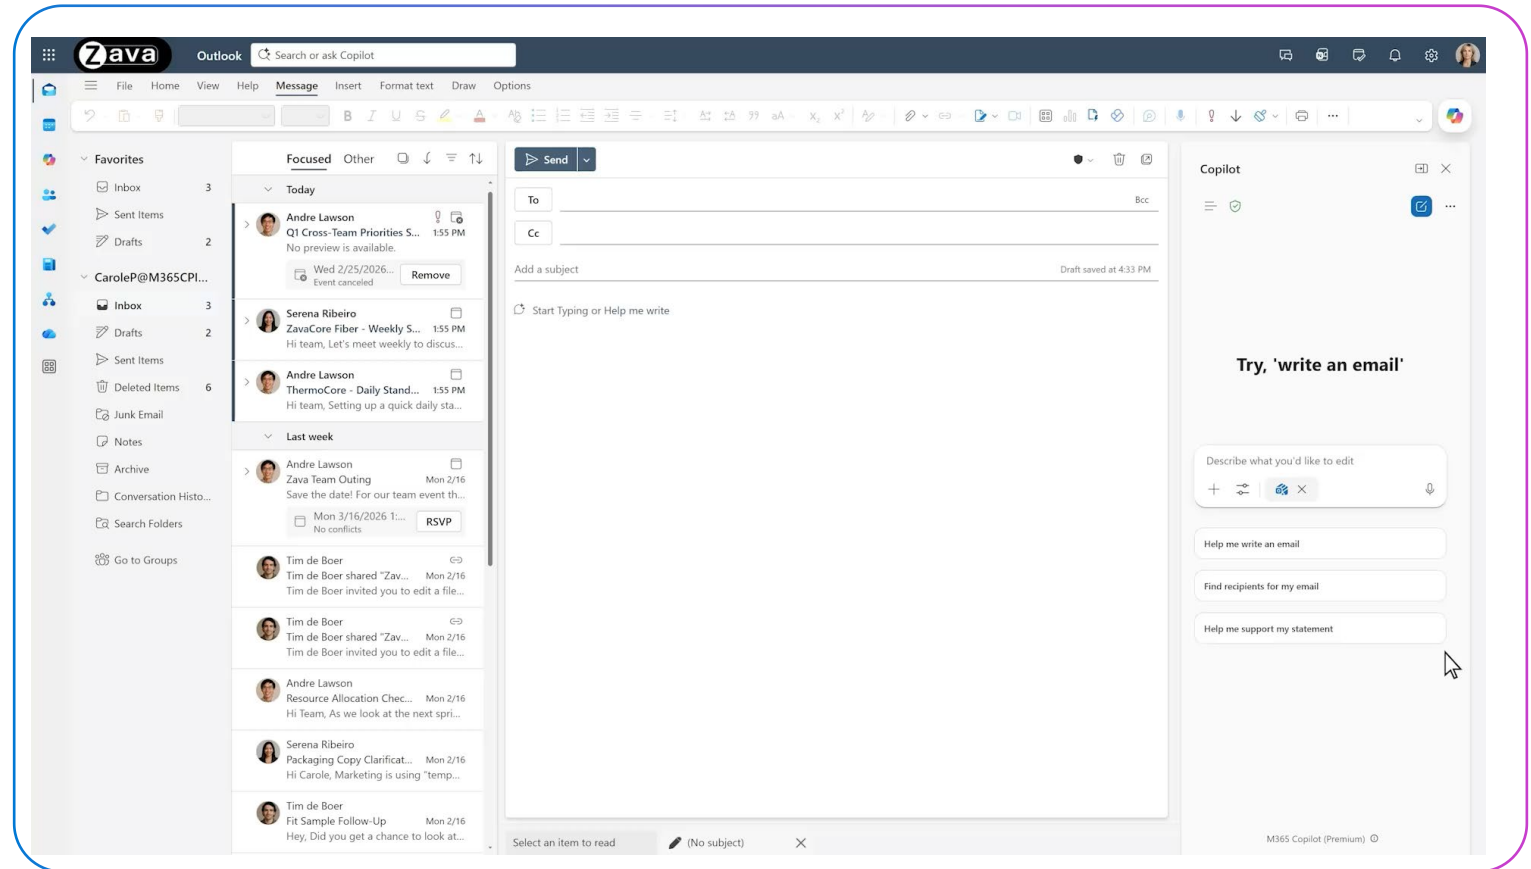 Zava
Outlook
Search or ask Copilot
File Home View Help Message Insert Format text Draw Options
Favorites
Inbox 3
Sent Items
Drafts 2
CaroleP@M365CPI...
Inbox 3
Drafts 2
Sent Items
Deleted Items 6
Junk Email
Notes
Archive
Conversation Histo...
Search Folders
Go to Groups
Focused Other
Today
Andre Lawson
Q1 Cross-Team Priorities S... 1:55 PM
No preview is available.
Wed 2/25/2026...
Event canceled
Remove
Serena Ribeiro
ZavaCore Fiber - Weekly S... 1:55 PM
Hi team, Let's meet weekly to discus...
Andre Lawson
ThermoCore - Daily Stand... 1:55 PM
Hi team, Setting up a quick daily sta...
Last week
Andre Lawson
Zava Team Outing Mon 2/16
Save the date! For our team event th...
Mon 3/16/2026 1:...
No conflicts
RSVP
Tim de Boer
Tim de Boer shared "Zav... Mon 2/16
Tim de Boer invited you to edit a file...
Tim de Boer
Tim de Boer shared "Zav... Mon 2/16
Tim de Boer invited you to edit a file...
Andre Lawson
Resource Allocation Chec... Mon 2/16
Hi Team, As we look at the next spri...
Serena Ribeiro
Packaging Copy Clarificat... Mon 2/16
Hi Carole, Marketing is using "temp...
Tim de Boer
Fit Sample Follow-Up Mon 2/16
Hey, Did you get a chance to look at...
Send
To
Bcc
Cc
Add a subject
Draft saved at 4:33 PM
Start Typing or Help me write
Select an item to read
(No subject)
Copilot
Try, 'write an email'
Describe what you'd like to edit
Help me write an email
Find recipients for my email
Help me support my statement
M365 Copilot (Premium)